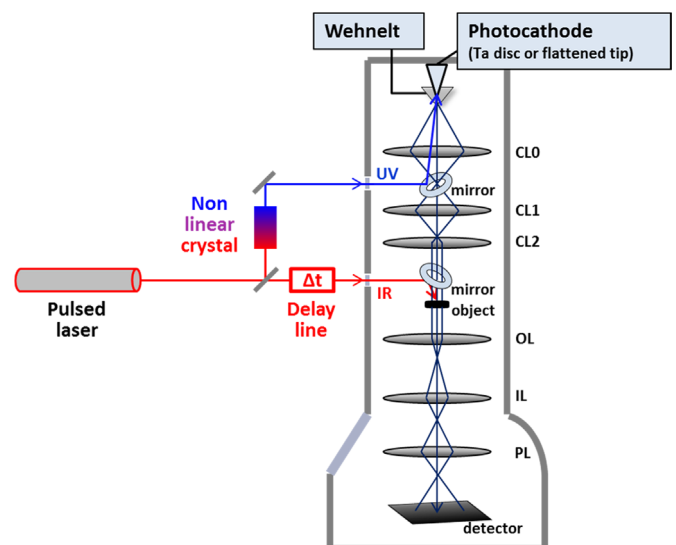 Wehnelt
Photocathode
(Ta disc or flattened tip)
CL0
UV
mirror
Non
linear
crystal
CL1
CL2
Δt
IR
mirror
object
Pulsed
laser
Delay
line
OL
IL
PL
detector